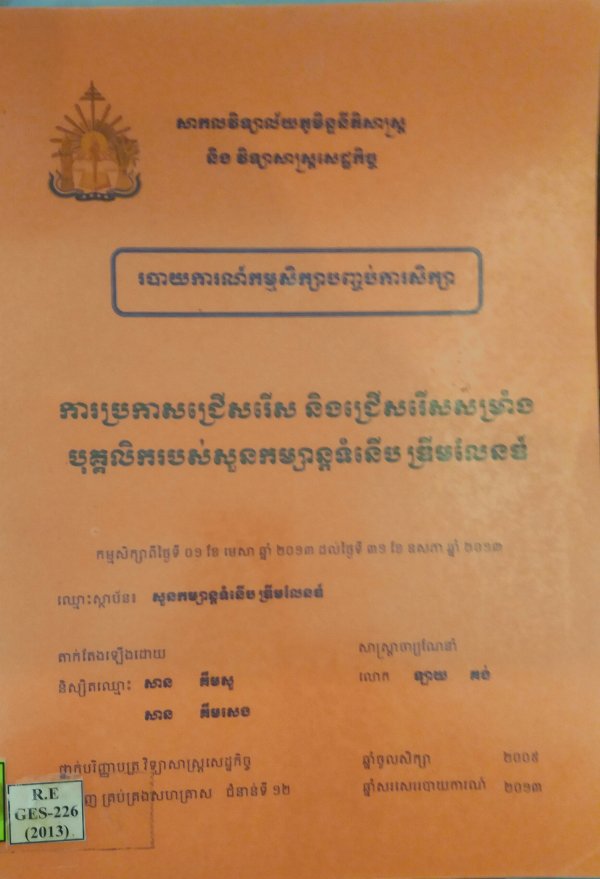 សាកលវិទ្យាល័យភូមិន្ទនីតិសាស្ត្រ
និង វិទ្យាសាស្ត្រសេដ្ឋកិច្ច
របាយការណ៍កម្មសិក្សាបញ្ចប់ការសិក្សា
ការប្រកាសជ្រើសរើស និងជ្រើសរើសសម្រាំង
បុគ្គលិករបស់សួនកម្សាន្តទំនើប ឌ្រីមលែនដ៍
កម្មសិក្សាពីថ្ងៃទី ០១ ខែ មេសា ឆ្នាំ ២០១៣ ដល់ថ្ងៃទី ៣១ ខែ ឧសភា ឆ្នាំ ២០១៣
ឈ្មោះស្ថាប័ន៖ សួនកម្សាន្តទំនើប ឌ្រីមលែនដ៍
តាក់តែងឡើងដោយ
សាស្ត្រាចារ្យណែនាំ
និស្សិតឈ្មោះ សាន គីមសូ
លោក ឡាយ គង់
សាន គីមសេង
ថ្នាក់បរិញ្ញាបត្រ វិទ្យាសាស្ត្រសេដ្ឋកិច្ច
ឆ្នាំចូលសិក្សា ២០០៩
គ្រប់គ្រងសហគ្រាស ជំនាន់ទី ១២
ឆ្នាំសរសេររបាយការណ៍ ២០១៣
R.E
GES-226
(2013)